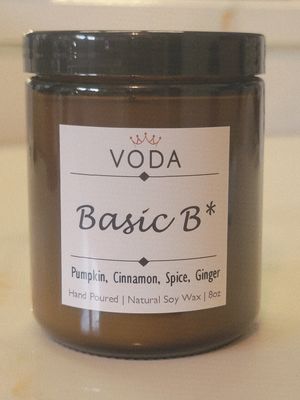 VODA
Basic B*
Pumpkin, Cinnamon, Spice, Ginger
Hand Poured | Natural Soy Wax | 8oz